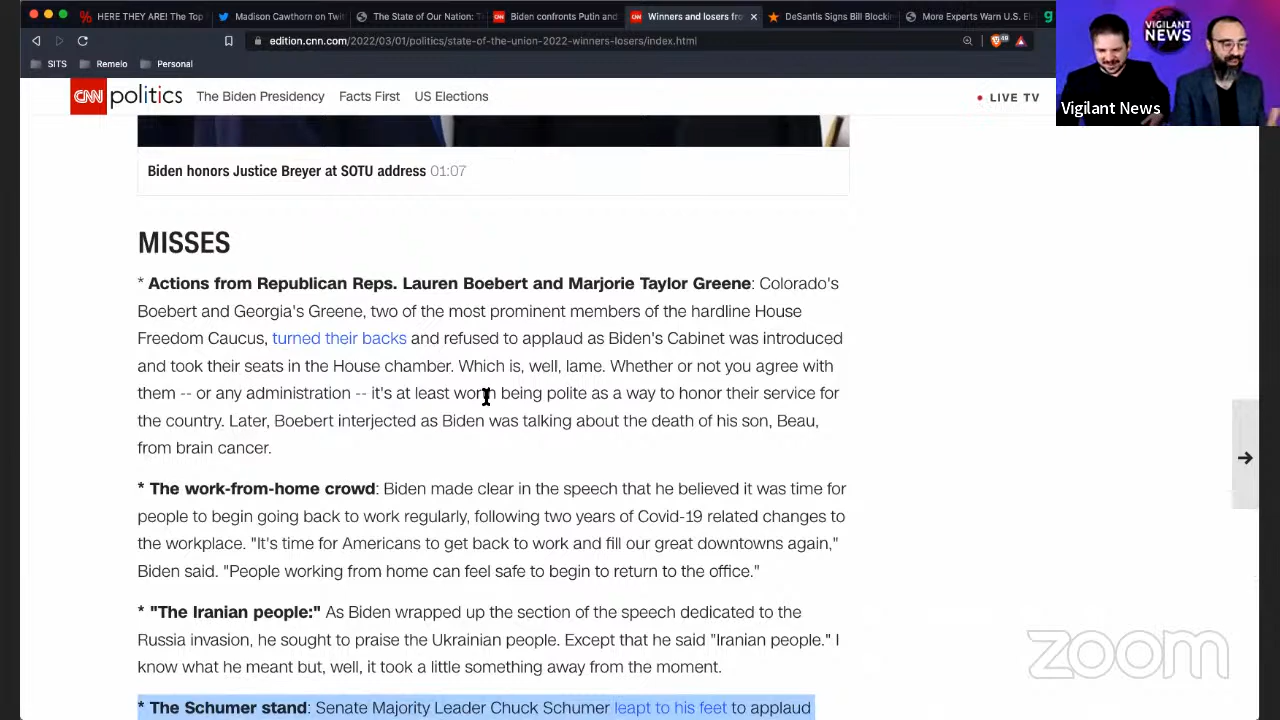 HERE THEY ARE! The Top
Madison Cawthorn on Twit
The State of Our Nation: T
Biden confronts Putin and
Winners and losers fro
DeSantis Signs Bill Blockin
More Experts Warn U.S. El
edition.cnn.com/2022/03/01/politics/state-of-the-union-2022-winners-losers/index.html
SITS
Remelo
Personal
VIGILANT
NEWS
Vigilant News
CNN politics
The Biden Presidency
Facts First
US Elections
LIVE TV
Biden honors Justice Breyer at SOTU address 01:07
MISSES
* Actions from Republican Reps. Lauren Boebert and Marjorie Taylor Greene: Colorado's
Boebert and Georgia's Greene, two of the most prominent members of the hardline House
Freedom Caucus, turned their backs and refused to applaud as Biden's Cabinet was introduced
and took their seats in the House chamber. Which is, well, lame. Whether or not you agree with
them -- or any administration -- it's at least worth being polite as a way to honor their service for
the country. Later, Boebert interjected as Biden was talking about the death of his son, Beau,
from brain cancer.
* The work-from-home crowd: Biden made clear in the speech that he believed it was time for
people to begin going back to work regularly, following two years of Covid-19 related changes to
the workplace. "It's time for Americans to get back to work and fill our great downtowns again,"
Biden said. "People working from home can feel safe to begin to return to the office."
* "The Iranian people:" As Biden wrapped up the section of the speech dedicated to the
Russia invasion, he sought to praise the Ukrainian people. Except that he said "Iranian people." I
know what he meant but, well, it took a little something away from the moment.
zoom
* The Schumer stand: Senate Majority Leader Chuck Schumer leapt to his feet to applaud